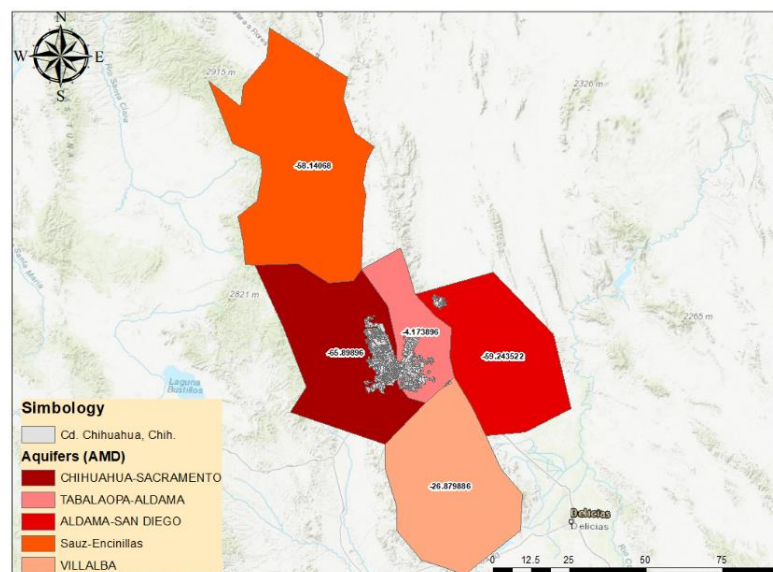 N
W E
S
2915 m
2326 m
-58.14068
2821 m
2265 m
-4.173896
-65.89896
-59.243522
Laguna
Bustillos
-26.879886
Delicias
Delicias
Simbology
Cd. Chihuahua, Chih.
Aquifers (AMD)
CHIHUAHUA-SACRAMENTO
TABALAOPA-ALDAMA
ALDAMA-SAN DIEGO
Sauz-Encinillas
VILLALBA
0 12.5 25 50 75